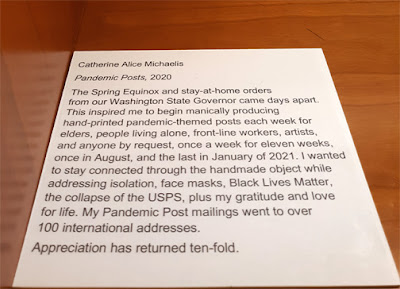 Catherine Alice Michaelis
Pandemic Posts, 2020
The Spring Equinox and stay-at-home orders
from our Washington State Governor came days apart.
This inspired me to begin manically producing
hand-printed pandemic-themed posts each week for
elders, people living alone, front-line workers, artists,
and anyone by request, once a week for eleven weeks,
once in August, and the last in January of 2021. I wanted
to stay connected through the handmade object while
addressing isolation, face masks, Black Lives Matter,
the collapse of the USPS, plus my gratitude and love
for life. My Pandemic Post mailings went to over
100 international addresses.
Appreciation has returned ten-fold.